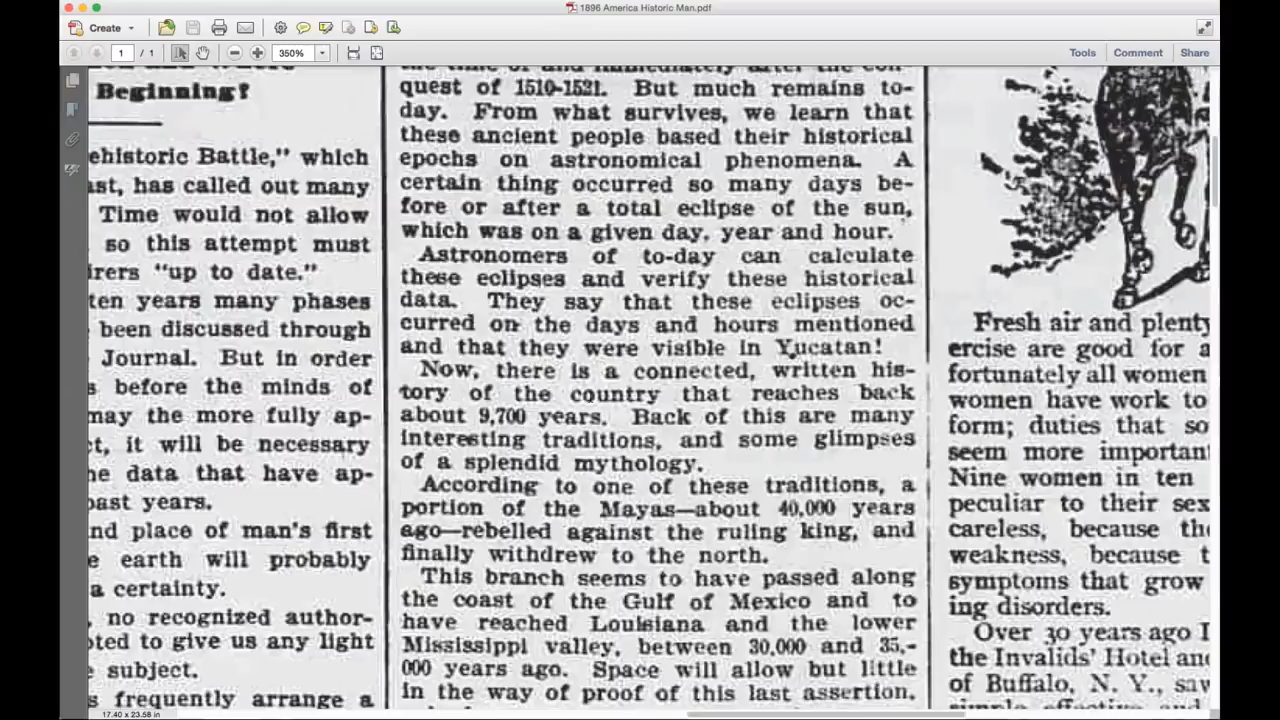 1896 America Historic Man.pdf
Create
1 / 1
350%
Tools
Comment
Share
Beginning?
ehistoric Battle," which
ast, has called out many
Time would not allow
so this attempt must
irers "up to date."
ten years many phases
been discussed through
Journal. But in order
s before the minds of
may the more fully ap-
ct, it will be necessary
he data that have ap-
past years.
nd place of man's first
e earth will probably
a certainty.
no recognized author-
oted to give us any light
e subject.
s frequently arrange a
quest of 1510-1521. But much remains to-
day. From what survives, we learn that
these ancient people based their historical
epochs on astronomical phenomena. A
certain thing occurred so many days be-
fore or after a total eclipse of the sun,
which was on a given day, year and hour.
Astronomers of to-day can calculate
these eclipses and verify these historical
data. They say that these eclipses oc-
curred on the days and hours mentioned
and that they were visible in Yucatan!
Now, there is a connected, written his-
tory of the country that reaches back
about 9,700 years. Back of this are many
interesting traditions, and some glimpses
of a splendid mythology.
According to one of these traditions, a
portion of the Mayas—about 40,000 years
ago—rebelled against the ruling king, and
finally withdrew to the north.
This branch seems to have passed along
the coast of the Gulf of Mexico and to
have reached Louisiana and the lower
Mississippi valley, between 30,000 and 35,-
000 years ago. Space will allow but little
in the way of proof of this last assertion,
Fresh air and plenty
ercise are good for a
fortunately all women
women have work to
form; duties that so
seem more important
Nine women in ten
peculiar to their sex
careless, because the
weakness, because t
symptoms that grow
ing disorders.
Over 30 years ago
the Invalids' Hotel and
of Buffalo, N. Y., saw
17.40 x 23.58 in